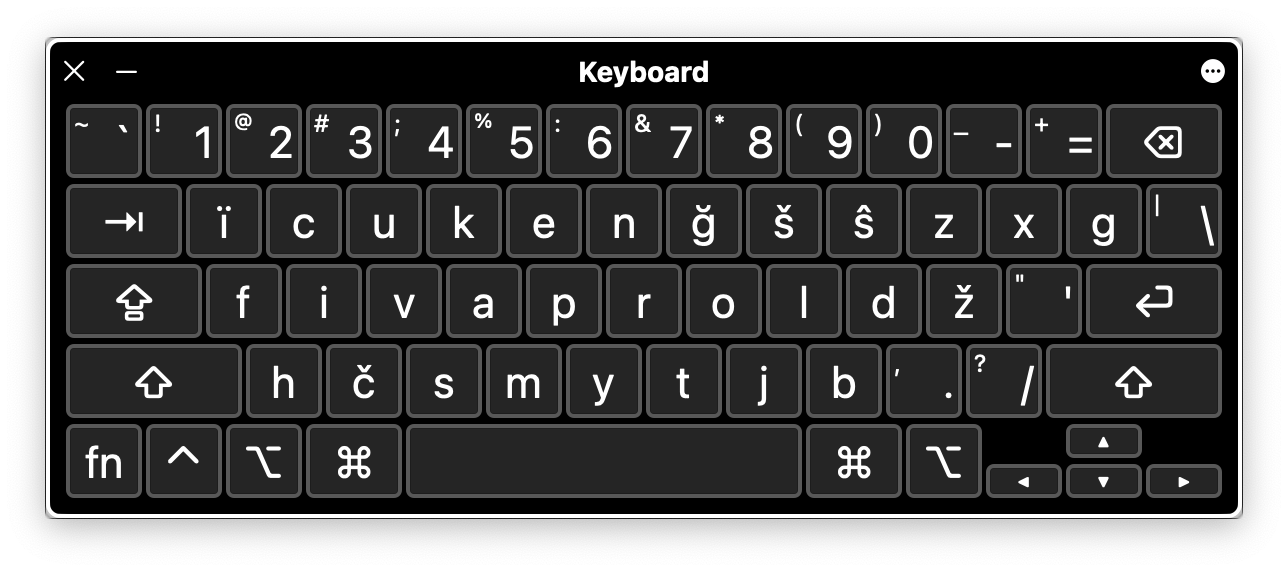 Keyboard
~ ` ! 1 @ 2 # 3 ; 4 % 5 : 6 & 7 * 8 ( 9 ) 0 _ - + =
ï c u k e n ğ š ŝ z x g | \
f i v a p r o l d ž " '
h č s m y t j b , . ? /
fn ^ ⌥ ⌘ ⌘ ⌥